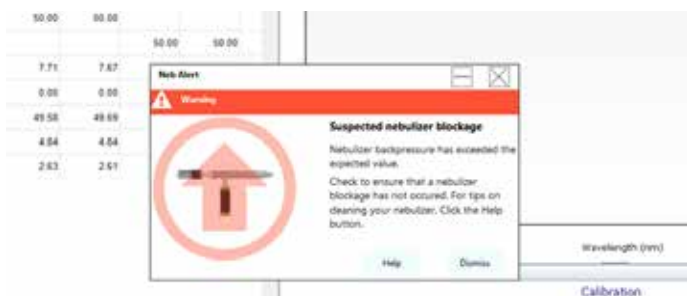 50.00 00.00
50.00 50.00
7.71 7.67
0.00 0.00
49.58 49.69
4.84 4.84
2.63 2.61
Neb Alert
Warning
Suspected nebulizer blockage
Nebulizer backpressure has exceeded the
expected value.
Check to ensure that a nebulizer
blockage has not occured. For tips on
cleaning your nebulizer. Click the Help
button.
Help Dismiss
Wavelength (nm)
Calibration